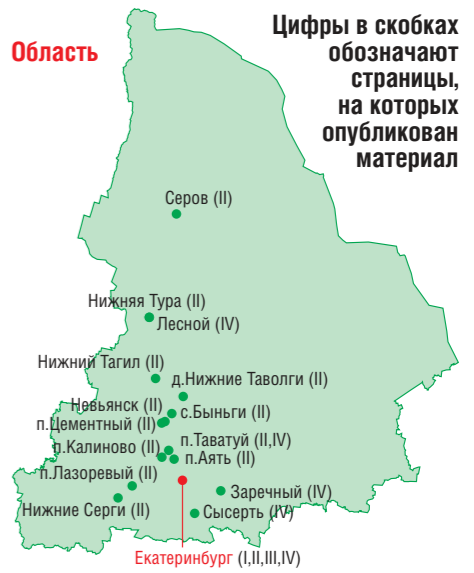 Область
Цифры в скобках
обозначают
страницы,
на которых
опубликован
материал
Серов (II)
Нижняя Тура (II)
Лесной (IV)
Нижний Тагил (II)
д.Нижние Таволги (II)
Невьянск (II)
с.Быньги (II)
п.Цементный (II)
п.Таватуй (II,IV)
п.Калиново (II)
п.Аять (II)
п.Лазоревый (II)
Заречный (IV)
Нижние Серги (II)
Сысерть (IV)
Екатеринбург (I,II,III,IV)